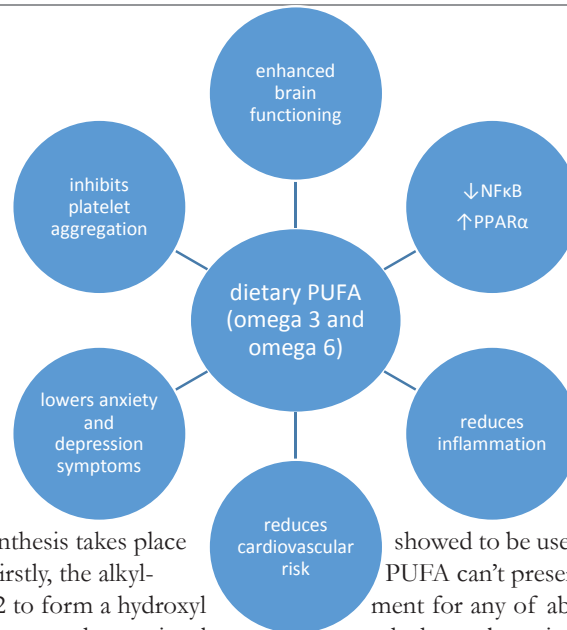 enhanced
brain
functioning
inhibits
platelet
aggregation
↓NFκB
↑PPARα
dietary PUFA
(omega 3 and
omega 6)
lowers anxiety
and
depression
symptoms
reduces
inflammation
reduces
cardiovascular
risk
nthesis takes place
irstly, the alkyl-
2 to form a hydroxyl
showed to be use
PUFA can't prese
ment for any of ab